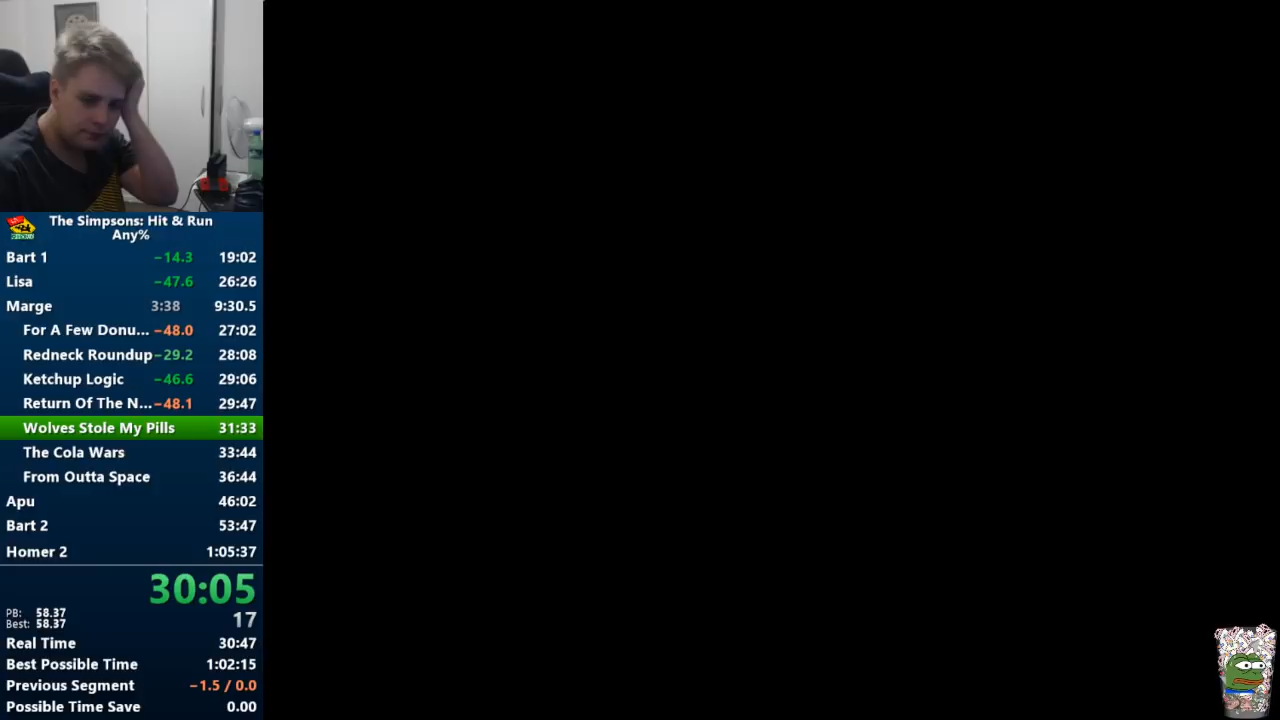 The Simpsons: Hit & Run
Any%
Bart 1 −14.3 19:02
Lisa −47.6 26:26
Marge 3:38 9:30.5
For A Few Donu... −48.0 27:02
Redneck Roundup −29.2 28:08
Ketchup Logic −46.6 29:06
Return Of The N... −48.1 29:47
Wolves Stole My Pills 31:33
The Cola Wars 33:44
From Outta Space 36:44
Apu 46:02
Bart 2 53:47
Homer 2 1:05:37
30:05
PB: 58.37
Best: 58.37
17
Real Time 30:47
Best Possible Time 1:02:15
Previous Segment −1.5 / 0.0
Possible Time Save 0.00